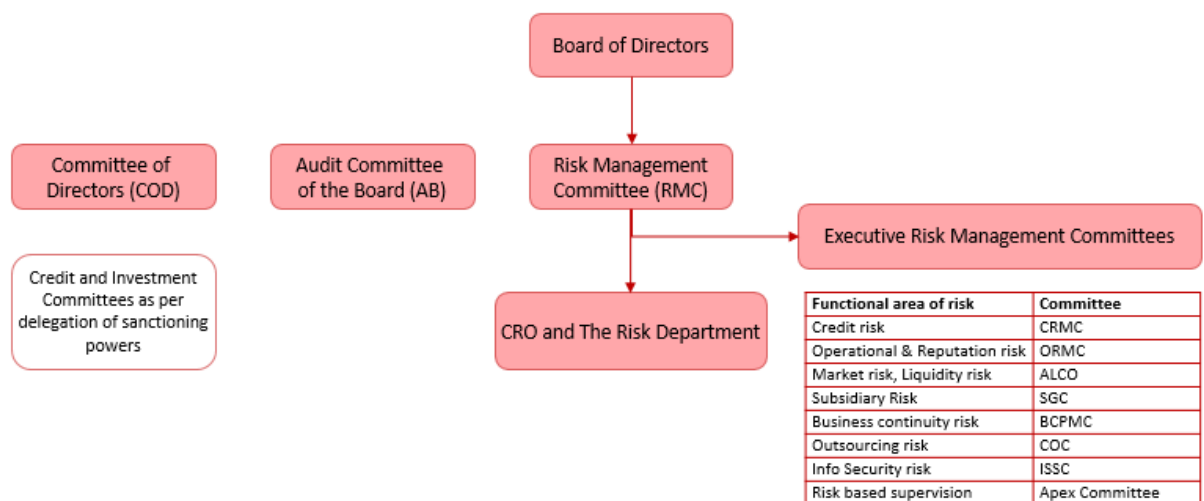 Board of Directors
Committee of
Directors (COD)
Audit Committee
of the Board (AB)
Risk Management
Committee (RMC)
Executive Risk Management Committees
Credit and Investment
Committees as per
delegation of sanctioning
powers
CRO and The Risk Department
Functional area of risk Committee
Credit risk CRMC
Operational & Reputation risk ORMC
Market risk, Liquidity risk ALCO
Subsidiary Risk SGC
Business continuity risk BCPMC
Outsourcing risk COC
Info Security risk ISSC
Risk based supervision Apex Committee